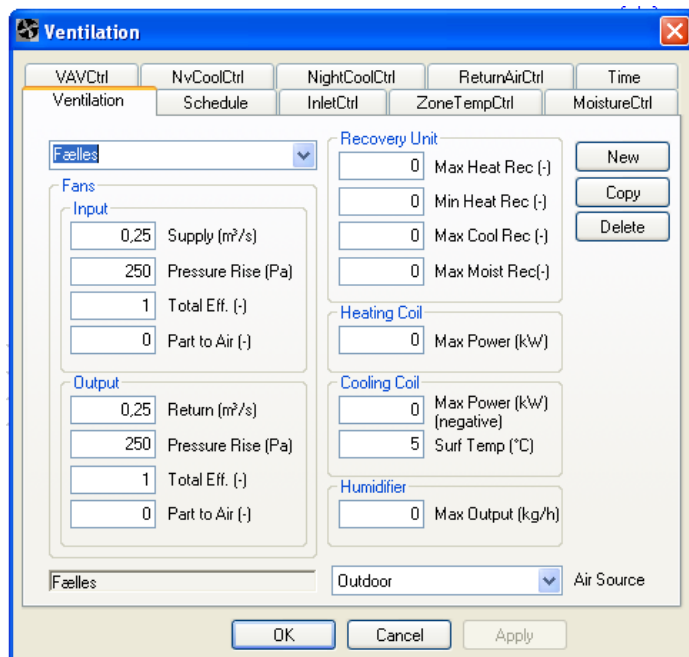 Ventilation
VAVCtrl NvCoolCtrl NightCoolCtrl ReturnAirCtrl Time
Ventilation Schedule InletCtrl ZoneTempCtrl MoistureCtrl
Fælles
Fans
Input
0,25 Supply (m³/s)
250 Pressure Rise (Pa)
1 Total Eff. (-)
0 Part to Air (-)
Output
0,25 Return (m³/s)
250 Pressure Rise (Pa)
1 Total Eff. (-)
0 Part to Air (-)
Fælles
Recovery Unit
0 Max Heat Rec (-)
0 Min Heat Rec (-)
0 Max Cool Rec (-)
0 Max Moist Rec(-)
Heating Coil
0 Max Power (kW)
Cooling Coil
0 Max Power (kW)
(negative)
5 Surf Temp (°C)
Humidifier
0 Max Output (kg/h)
Outdoor Air Source
New
Copy
Delete
OK Cancel Apply